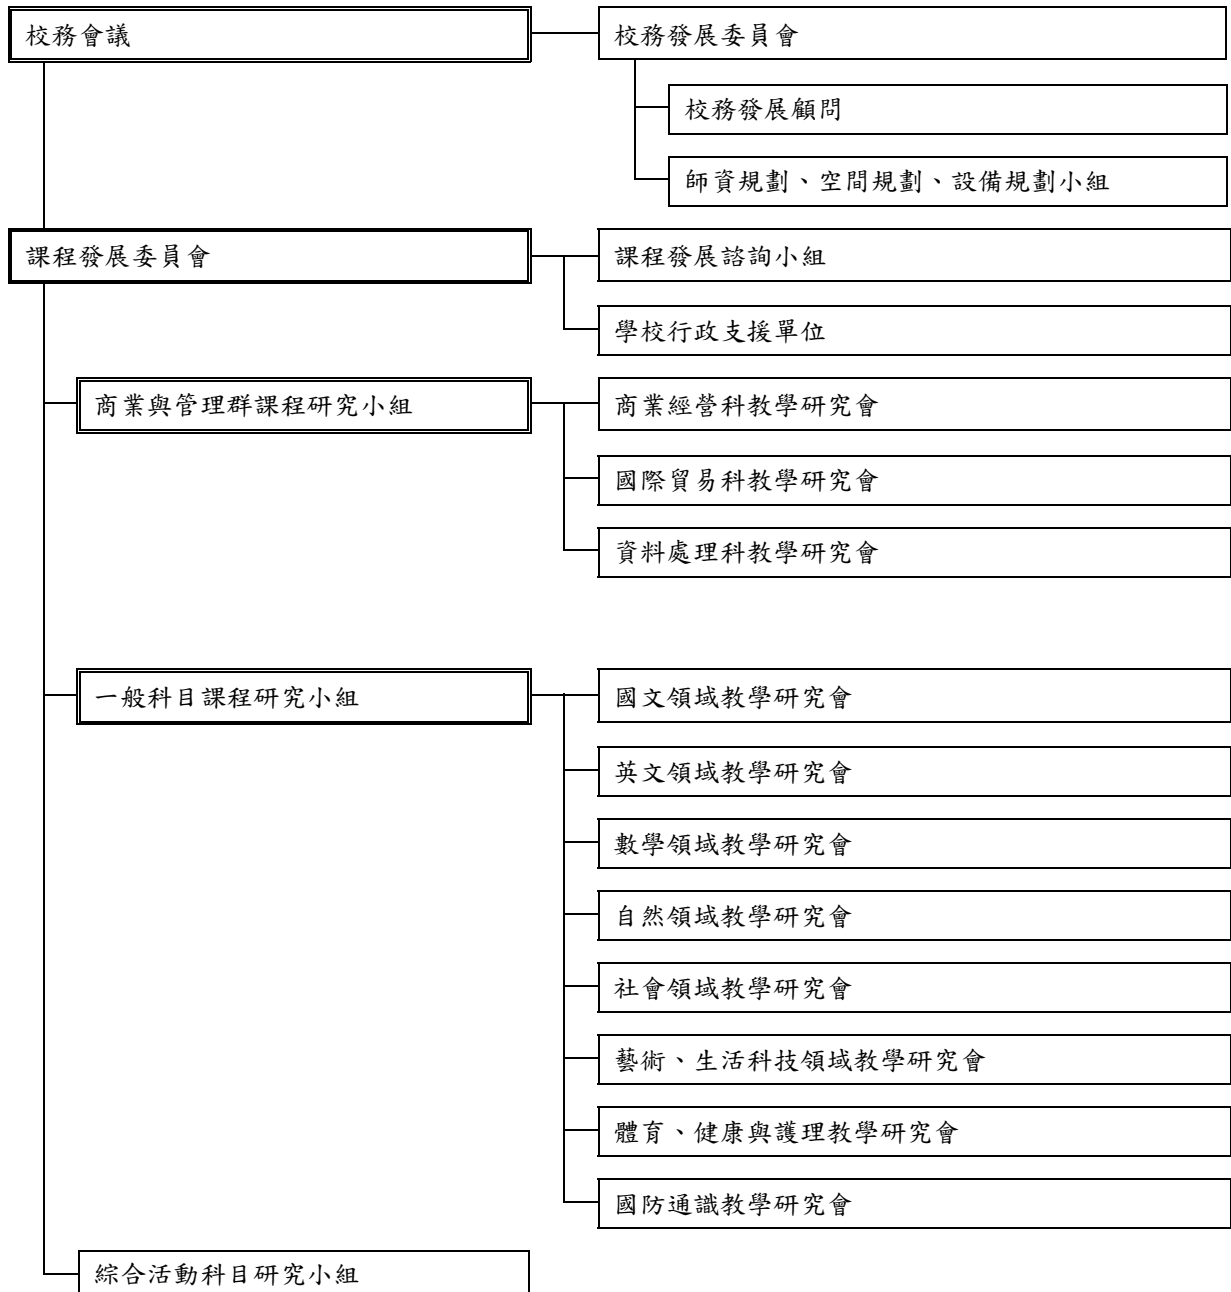 校務會議
校務發展委員會
校務發展顧問
師資規劃、空間規劃、設備規劃小組
課程發展委員會
課程發展諮詢小組
學校行政支援單位
商業與管理群課程研究小組
商業經營科教學研究會
國際貿易科教學研究會
資料處理科教學研究會
一般科目課程研究小組
國文領域教學研究會
英文領域教學研究會
數學領域教學研究會
自然領域教學研究會
社會領域教學研究會
藝術、生活科技領域教學研究會
體育、健康與護理教學研究會
國防通識教學研究會
綜合活動科目研究小組